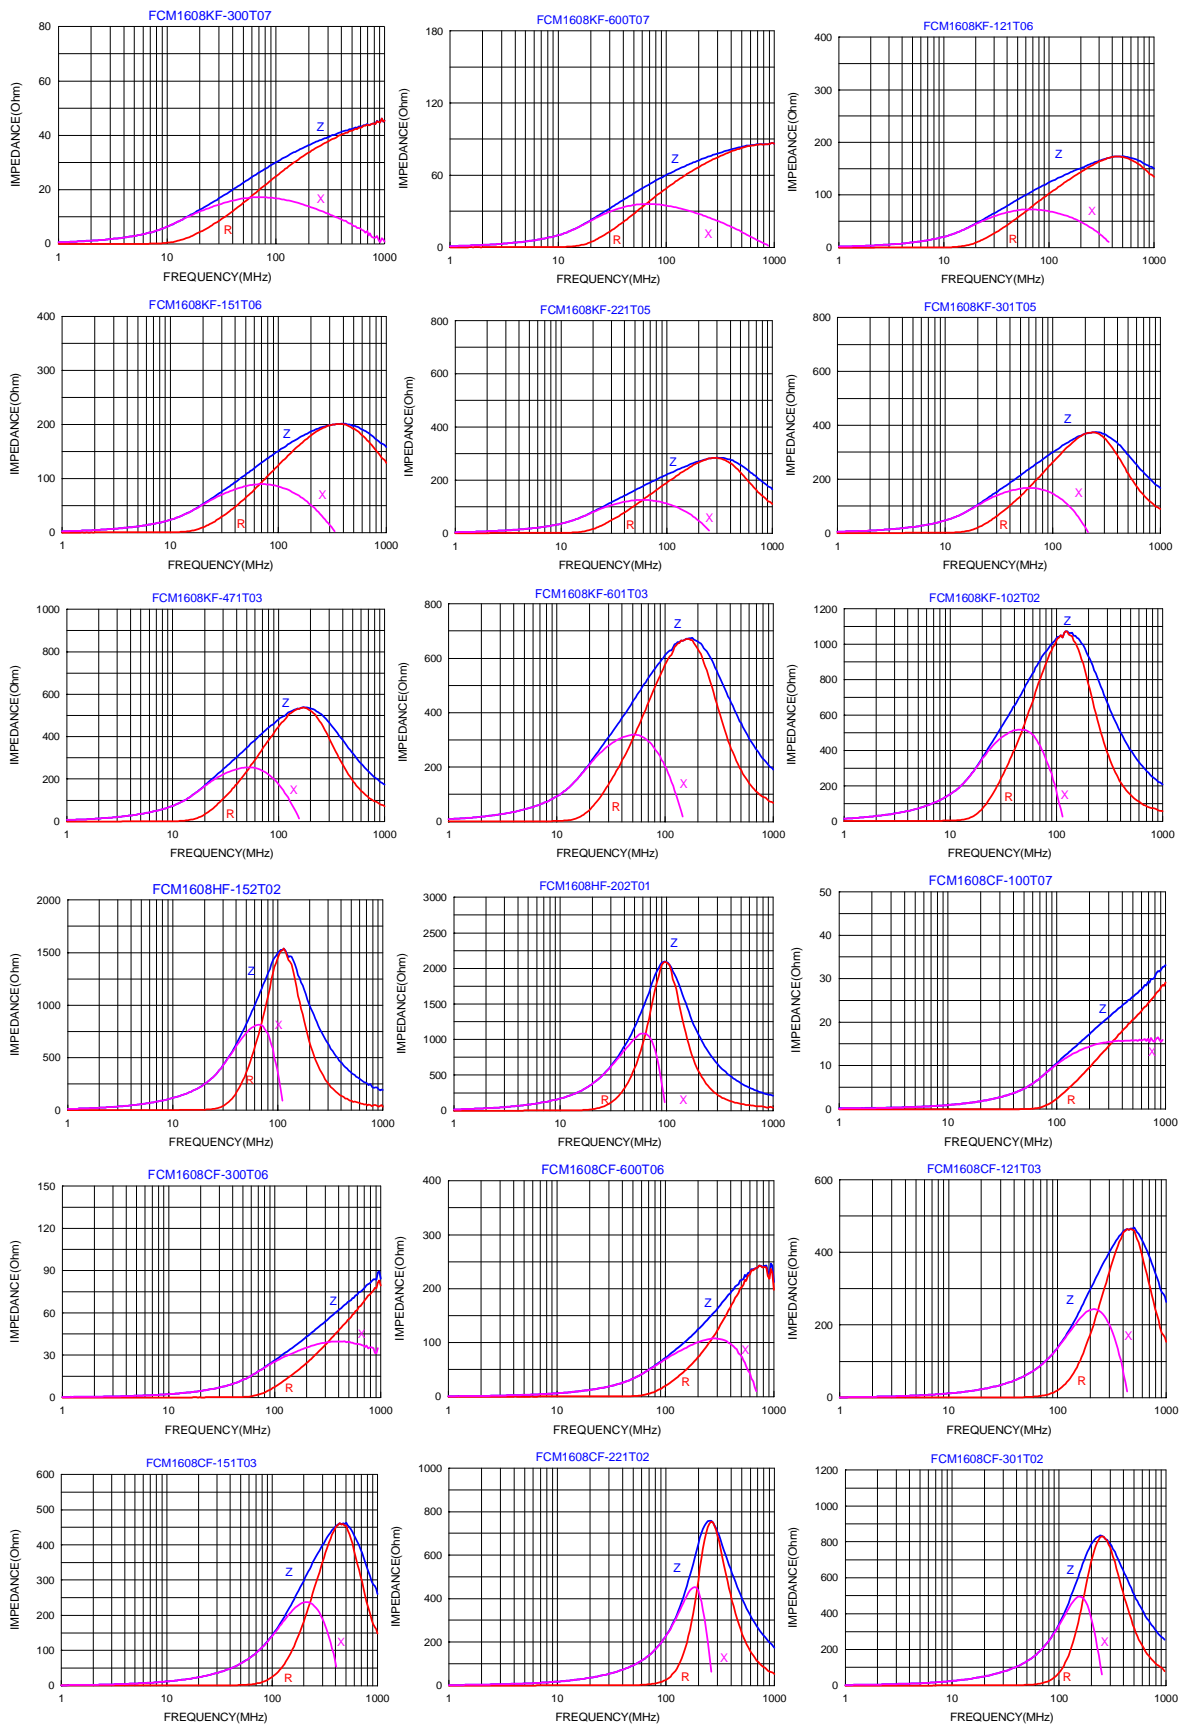 FCM1608KF-300T07
80
60
40
20
0
IMPEDANCE(Ohm)
Z
X
R
1
10
100
1000
FREQUENCY(MHz)
FCM1608KF-600T07
180
120
60
0
IMPEDANCE(Ohm)
Z
X
R
1
10
100
1000
FREQUENCY(MHz)
FCM1608KF-121T06
400
300
200
100
0
IMPEDANCE(Ohm)
Z
X
R
1
10
100
1000
FREQUENCY(MHz)
FCM1608KF-151T06
400
300
200
100
0
IMPEDANCE(Ohm)
Z
X
R
1
10
100
1000
FREQUENCY(MHz)
FCM1608KF-221T05
800
600
400
200
0
IMPEDANCE(Ohm)
Z
X
R
1
10
100
1000
FREQUENCY(MHz)
FCM1608KF-301T05
800
600
400
200
0
IMPEDANCE(Ohm)
Z
X
R
1
10
100
1000
FREQUENCY(MHz)
FCM1608KF-471T03
1000
800
600
400
200
0
IMPEDANCE(Ohm)
Z
X
R
1
10
100
1000
FREQUENCY(MHz)
FCM1608KF-601T03
800
600
400
200
0
IMPEDANCE(Ohm)
Z
X
R
1
10
100
1000
FREQUENCY(MHz)
FCM1608KF-102T02
1200
1000
800
600
400
200
0
IMPEDANCE(Ohm)
Z
X
R
1
10
100
1000
FREQUENCY(MHz)
FCM1608HF-152T02
2000
1500
1000
500
0
IMPEDANCE(Ohm)
Z
X
R
1
10
100
1000
FREQUENCY(MHz)
FCM1608HF-202T01
3000
2500
2000
1500
1000
500
0
IMPEDANCE(Ohm)
Z
X
R
1
10
100
1000
FREQUENCY(MHz)
FCM1608CF-100T07
50
40
30
20
10
0
IMPEDANCE(Ohm)
Z
X
R
1
10
100
1000
FREQUENCY(MHz)
FCM1608CF-300T06
150
120
90
60
30
0
IMPEDANCE(Ohm)
Z
X
R
1
10
100
1000
FREQUENCY(MHz)
FCM1608CF-600T06
400
300
200
100
0
IMPEDANCE(Ohm)
Z
X
R
1
10
100
1000
FREQUENCY(MHz)
FCM1608CF-121T03
600
400
200
0
IMPEDANCE(Ohm)
Z
X
R
1
10
100
1000
FREQUENCY(MHz)
FCM1608CF-151T03
600
500
400
300
200
100
0
IMPEDANCE(Ohm)
Z
X
R
1
10
100
1000
FREQUENCY(MHz)
FCM1608CF-221T02
1000
800
600
400
200
0
IMPEDANCE(Ohm)
Z
X
R
1
10
100
1000
FREQUENCY(MHz)
FCM1608CF-301T02
1200
1000
800
600
400
200
0
IMPEDANCE(Ohm)
Z
X
R
1
10
100
1000
FREQUENCY(MHz)